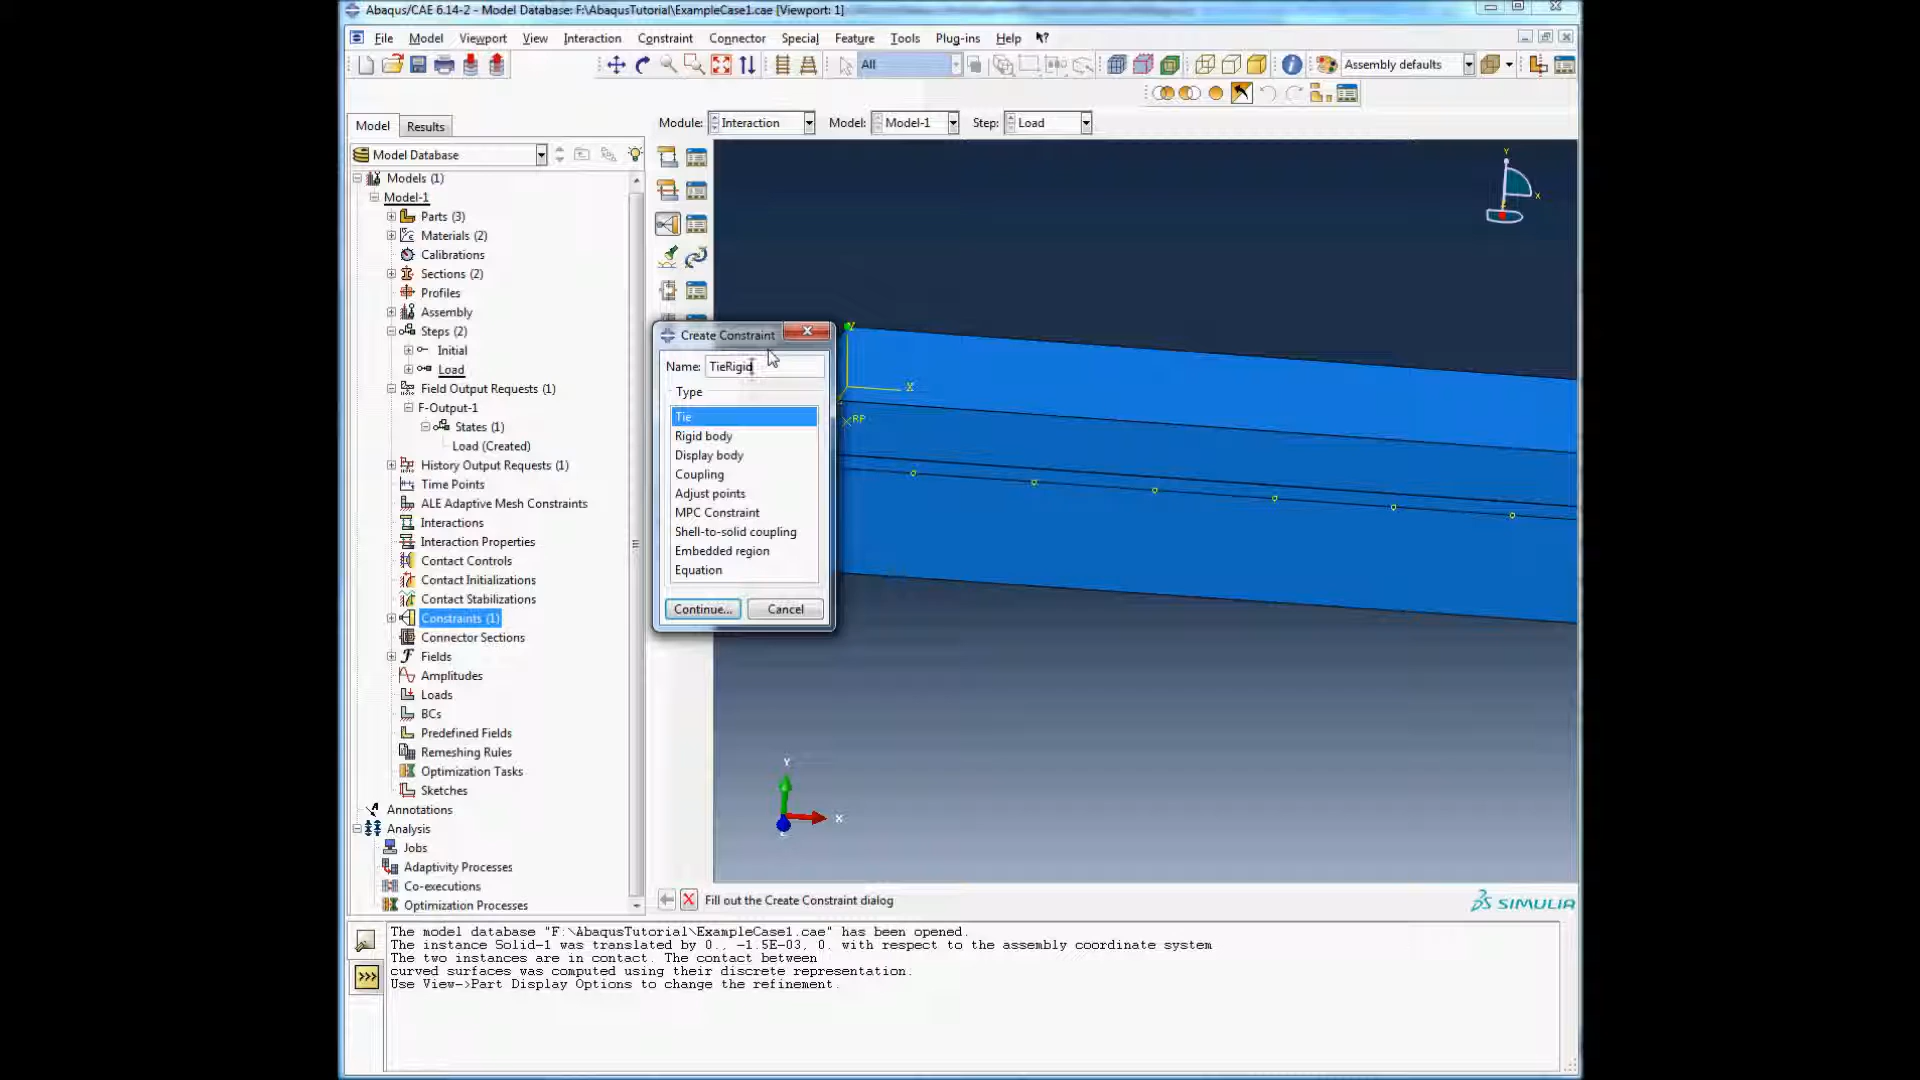 Abaqus/CAE 6.14-2 - Model Database: F:\AbaqusTutorial\ExampleCase1.cae [Viewport: 1]
File Model Viewport View Interaction Constraint Connector Special Feature Tools Plug-ins Help
All
Assembly defaults
Model Results
Module: Interaction Model: Model-1 Step: Load
Model Database
Models (1)
Model-1
Parts (3)
Materials (2)
Calibrations
Sections (2)
Profiles
Assembly
Steps (2)
Initial
Load
Field Output Requests (1)
F-Output-1
States (1)
Load (Created)
History Output Requests (1)
Time Points
ALE Adaptive Mesh Constraints
Interactions
Interaction Properties
Contact Controls
Contact Initializations
Contact Stabilizations
Constraints (1)
Connector Sections
Fields
Amplitudes
Loads
BCs
Predefined Fields
Remeshing Rules
Optimization Tasks
Sketches
Annotations
Analysis
Jobs
Adaptivity Processes
Co-executions
Optimization Processes
Create Constraint
Name: TieRigid
Type
Tie
Rigid body
Display body
Coupling
Adjust points
MPC Constraint
Shell-to-solid coupling
Embedded region
Equation
Continue... Cancel
Y
X
X
RP
Y
X
Fill out the Create Constraint dialog
SIMULIA
The model database "F:\AbaqusTutorial\ExampleCase1.cae" has been opened.
The instance Solid-1 was translated by 0., -1.5E-03, 0. with respect to the assembly coordinate system
The two instances are in contact. The contact between
curved surfaces was computed using their discrete representation.
Use View->Part Display Options to change the refinement.
>>>